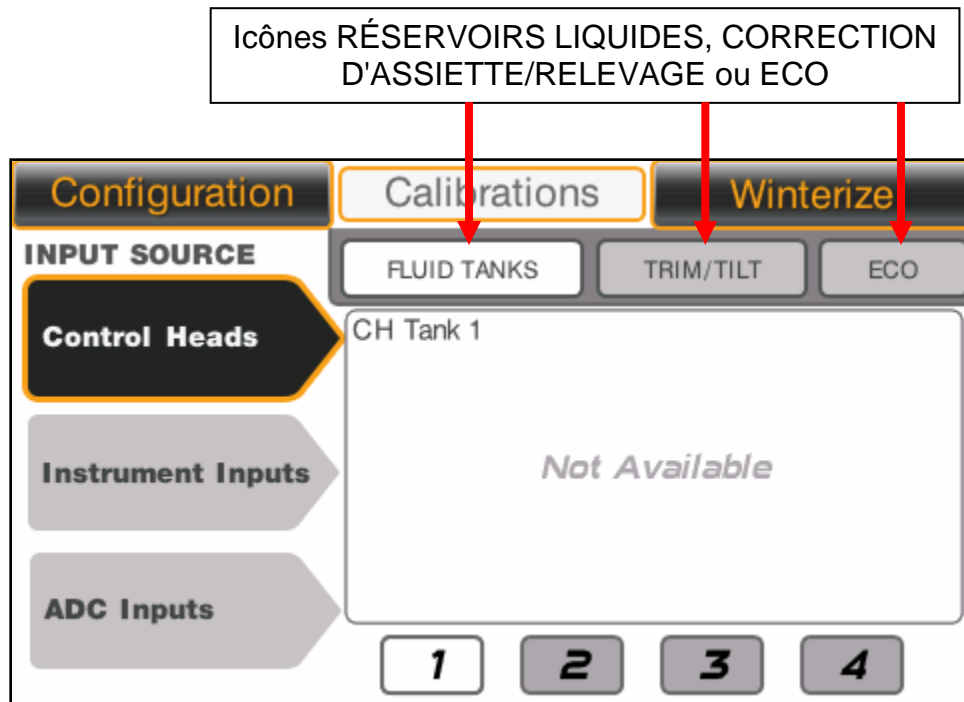 Icônes RÉSERVOIRS LIQUIDES, CORRECTION
D'ASSIETTE/RELEVAGE ou ECO
Configuration
Calibrations
Winterize
INPUT SOURCE
FLUID TANKS
TRIM/TILT
ECO
Control Heads
CH Tank 1
Instrument Inputs
Not Available
ADC Inputs
1
2
3
4